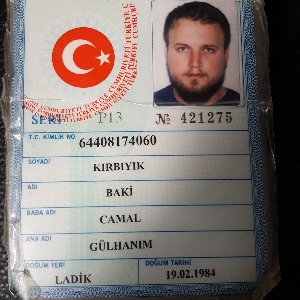 SERİ P13 № 421275
T.C. KİMLİK NO. 64408174060
SOYADI KIRBIYIK
ADI BAKİ
BABA ADI CAMAL
ANA ADI GÜLHANIM
DOĞUM YERİ DOĞUM TARİHİ
LADİK 19.02.1984